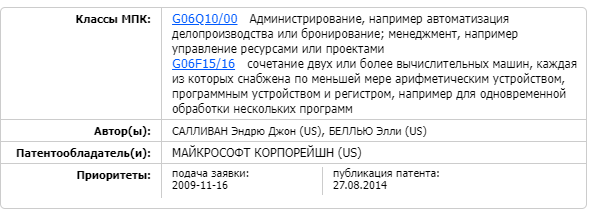 Классы МПК: G06Q10/00 Администрирование, например автоматизация
делопроизводства или бронирование; менеджмент, например
управление ресурсами или проектами
G06F15/16 сочетание двух или более вычислительных машин, каждая
из которых снабжена по меньшей мере арифметическим устройством,
программным устройством и регистром, например для одновременной
обработки нескольких программ
Автор(ы): САЛЛИВАН Эндрю Джон (US), БЕЛЛЬЮ Элли (US)
Патентообладатель(и): МАЙКРОСОФТ КОРПОРЕЙШН (US)
Приоритеты: подача заявки: публикация патента:
2009-11-16 27.08.2014